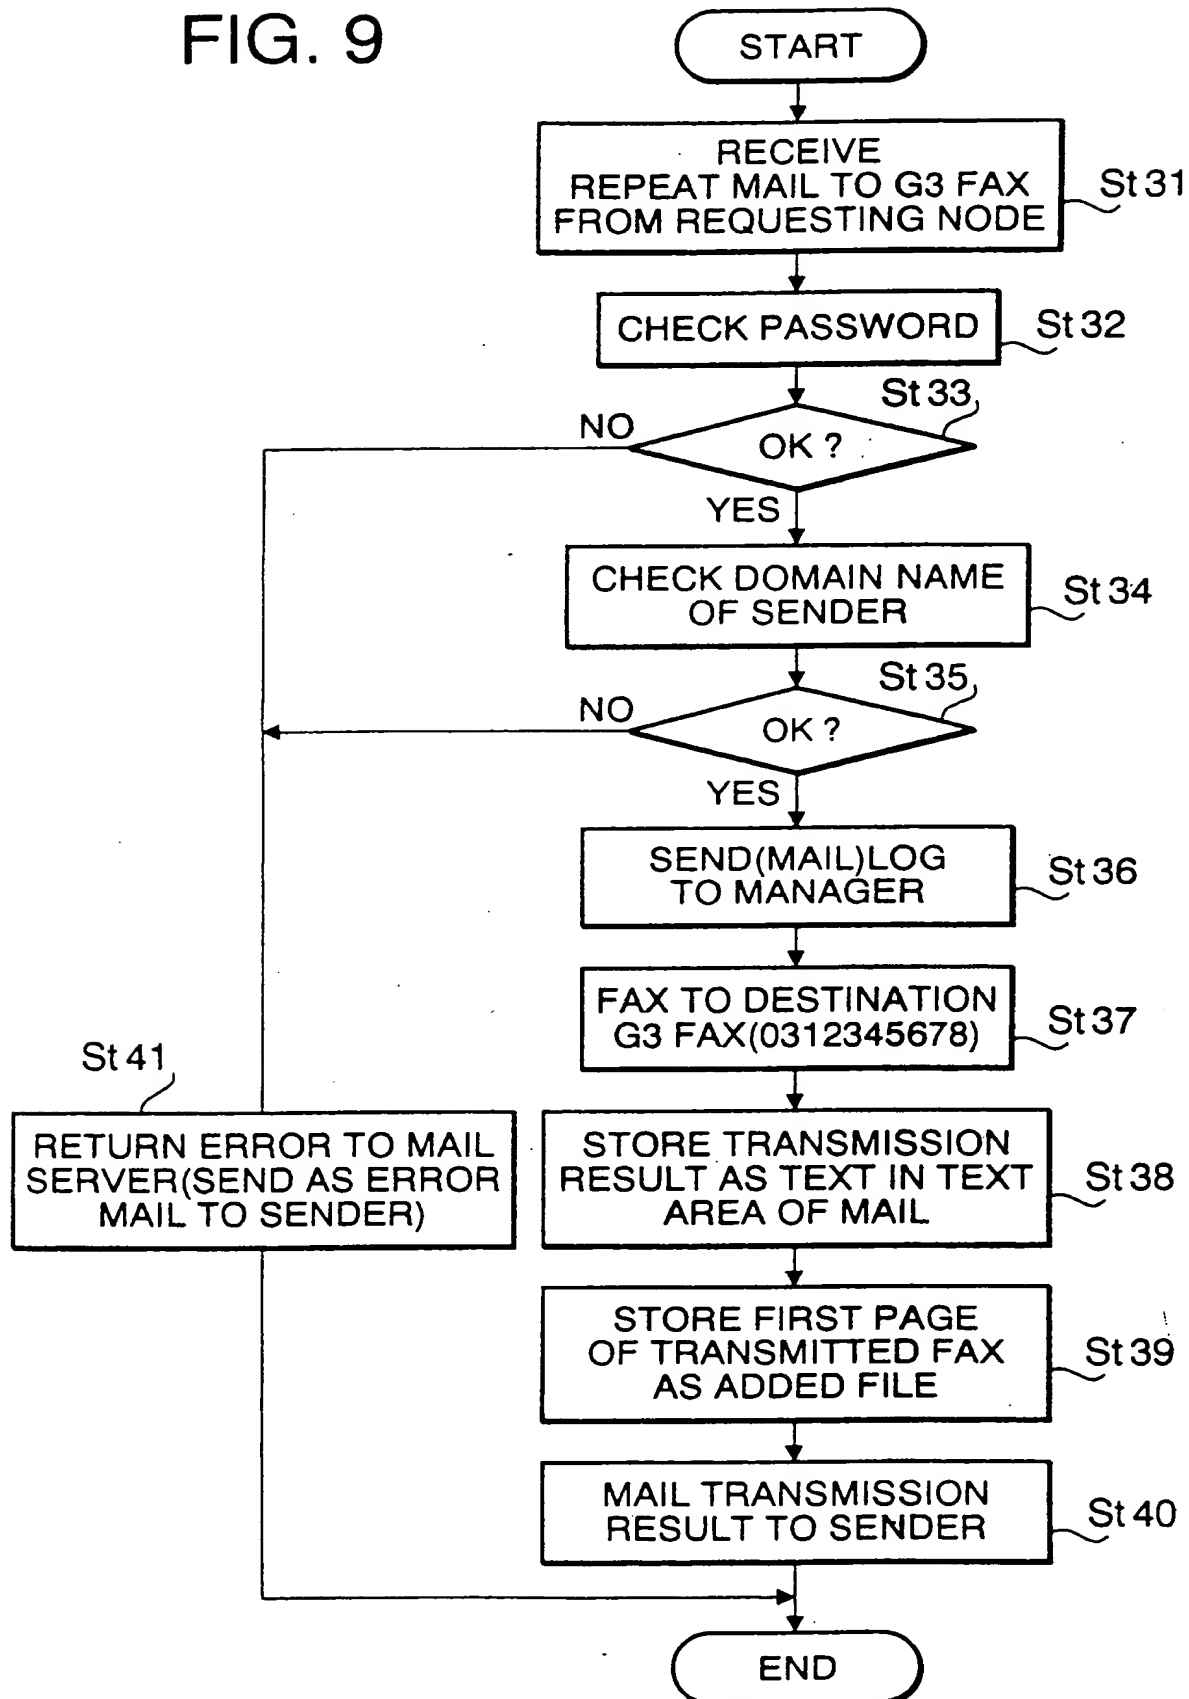 FIG. 9
START
RECEIVE
REPEAT MAIL TO G3 FAX
FROM REQUESTING NODE
St31
CHECK PASSWORD
St32
St33
NO
OK ?
YES
CHECK DOMAIN NAME
OF SENDER
St34
St35
NO
OK ?
YES
SEND(MAIL)LOG
TO MANAGER
St36
FAX TO DESTINATION
G3 FAX(0312345678)
St37
St41
RETURN ERROR TO MAIL
SERVER(SEND AS ERROR
MAIL TO SENDER)
STORE TRANSMISSION
RESULT AS TEXT IN TEXT
AREA OF MAIL
St38
STORE FIRST PAGE
OF TRANSMITTED FAX
AS ADDED FILE
St39
MAIL TRANSMISSION
RESULT TO SENDER
St40
END